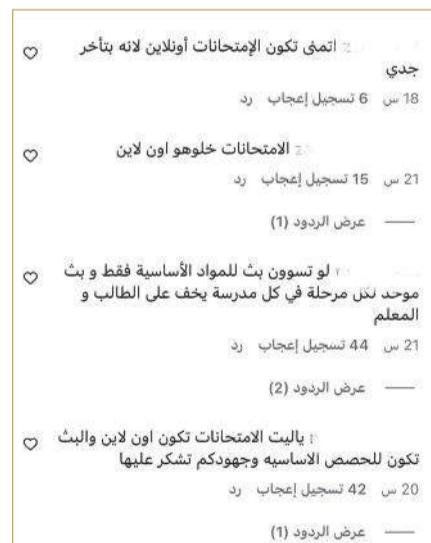 اتمنى تكون الإمتحانات أونلاين لانه بتأخر
جدي
18 س 6 تسجيل إعجاب رد
الامتحانات خلوهو اون لاين
21 س 15 تسجيل إعجاب رد
عرض الردود (1)
لو تسوون بث للمواد الأساسية فقط و بث
موحد لكل مرحلة في كل مدرسة يخف على الطالب و
المعلم
21 س 44 تسجيل إعجاب رد
عرض الردود (2)
ياليت الامتحانات تكون اون لاين والبث
تكون للحصص الاساسيه وجهودكم تشكر عليها
20 س 42 تسجيل إعجاب رد
عرض الردود (1)